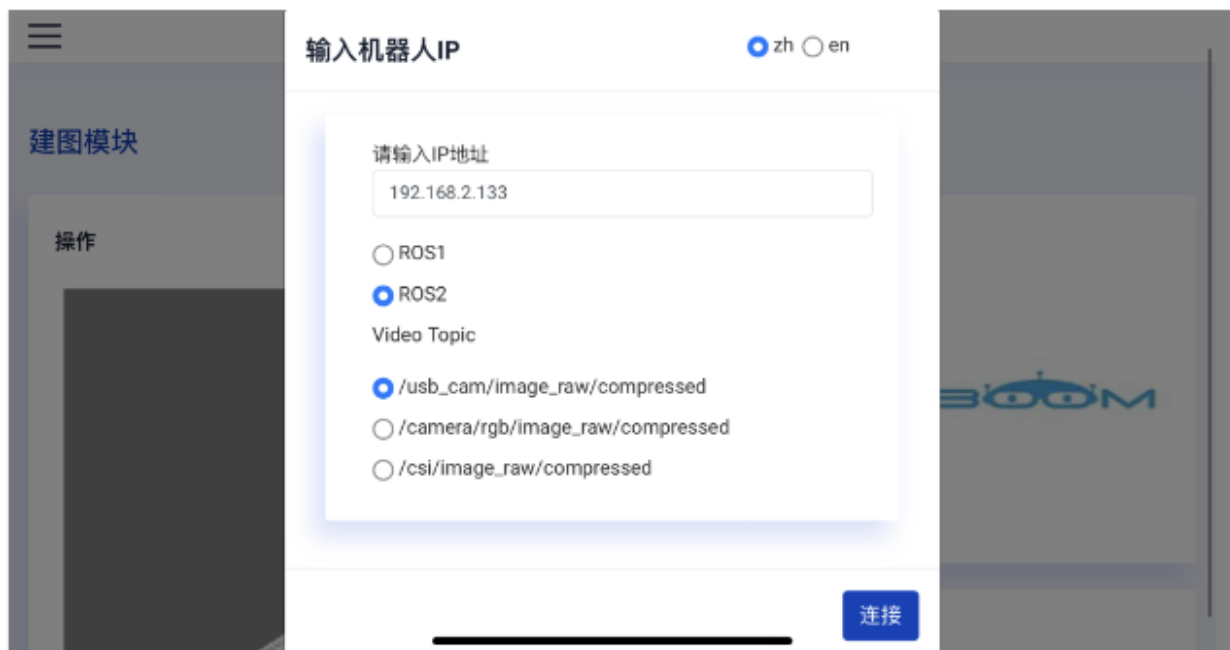 输入机器人IP
zh en
建图模块
请输入IP地址
192.168.2.133
操作
ROS1
ROS2
Video Topic
/usb_cam/image_raw/compressed
/camera/rgb/image_raw/compressed
/csi/image_raw/compressed
连接